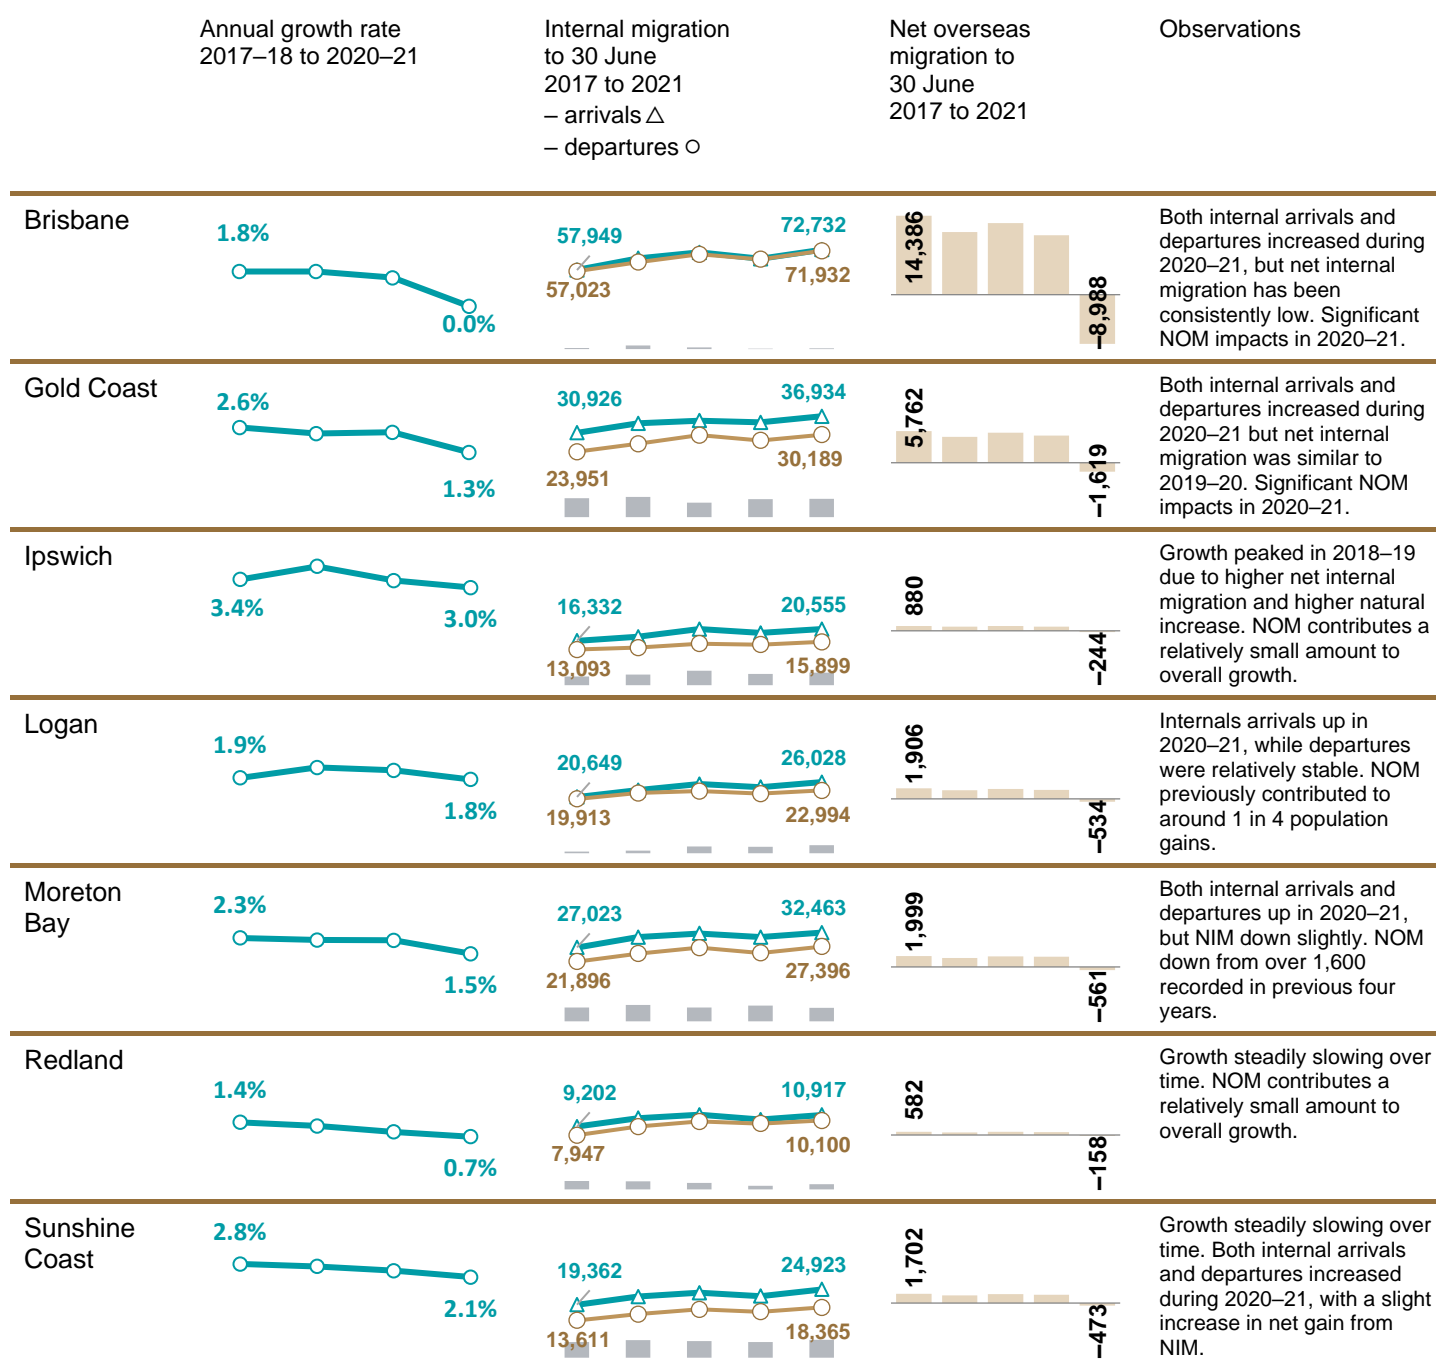 Annual growth rate
2017–18 to 2020–21
Internal migration
to 30 June
2017 to 2021
– arrivals △
– departures ○
Net overseas
migration to
30 June
2017 to 2021
Observations
Brisbane
1.8%
0.0%
57,949
72,732
57,023
71,932
14,386
–8,988
Both internal arrivals and
departures increased during
2020–21, but net internal
migration has been
consistently low. Significant
NOM impacts in 2020–21.
Gold Coast
2.6%
1.3%
30,926
36,934
23,951
30,189
5,762
–1,619
Both internal arrivals and
departures increased during
2020–21 but net internal
migration was similar to
2019–20. Significant NOM
impacts in 2020–21.
Ipswich
3.4%
3.0%
16,332
20,555
13,093
15,899
880
–244
Growth peaked in 2018–19
due to higher net internal
migration and higher natural
increase. NOM contributes a
relatively small amount to
overall growth.
Logan
1.9%
1.8%
20,649
26,028
19,913
22,994
1,906
–534
Internals arrivals up in
2020–21, while departures
were relatively stable. NOM
previously contributed to
around 1 in 4 population
gains.
Moreton
Bay
2.3%
1.5%
27,023
32,463
21,896
27,396
1,999
–561
Both internal arrivals and
departures up in 2020–21,
but NIM down slightly. NOM
down from over 1,600
recorded in previous four
years.
Redland
1.4%
0.7%
9,202
10,917
7,947
10,100
582
–158
Growth steadily slowing over
time. NOM contributes a
relatively small amount to
overall growth.
Sunshine
Coast
2.8%
2.1%
19,362
24,923
13,611
18,365
1,702
–473
Growth steadily slowing over
time. Both internal arrivals
and departures increased
during 2020–21, with a slight
increase in net gain from
NIM.